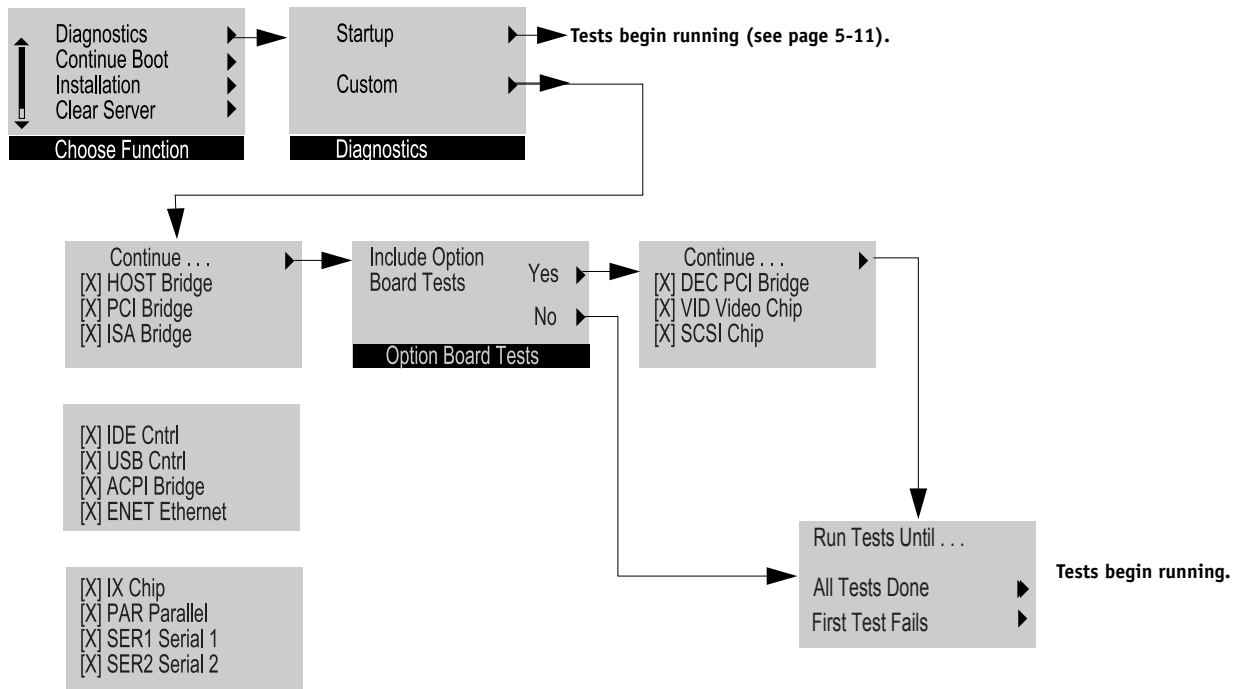 Diagnostics
Continue Boot
Installation
Clear Server
Choose Function
Startup
Custom
Diagnostics
Tests begin running (see page 5-11).
Continue . . .
[X] HOST Bridge
[X] PCI Bridge
[X] ISA Bridge
Include Option
Board Tests
Yes
No
Option Board Tests
Continue . . .
[X] DEC PCI Bridge
[X] VID Video Chip
[X] SCSI Chip
[X] IDE Cntrl
[X] USB Cntrl
[X] ACPI Bridge
[X] ENET Ethernet
[X] IX Chip
[X] PAR Parallel
[X] SER1 Serial 1
[X] SER2 Serial 2
Run Tests Until . . .
All Tests Done
First Test Fails
Tests begin running.